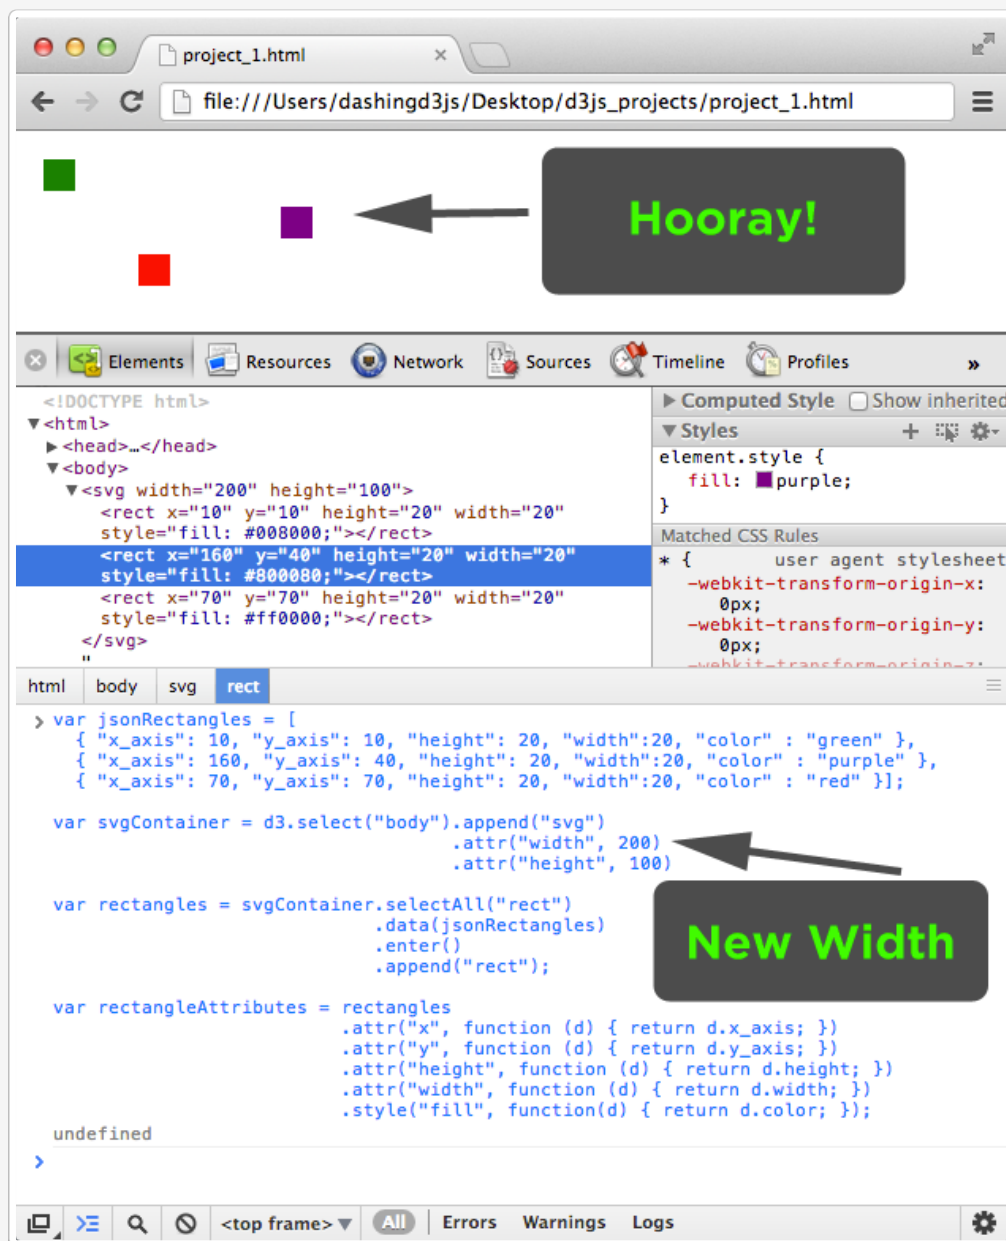 project_1.html
file:///Users/dashingd3js/Desktop/d3js_projects/project_1.html
Hooray!
Elements Resources Network Sources Timeline Profiles »
<!DOCTYPE html>
▼<html>
▶<head>…</head>
▼<body>
▼<svg width="200" height="100">
<rect x="10" y="10" height="20" width="20"
style="fill: #008000;"></rect>
<rect x="160" y="40" height="20" width="20"
style="fill: #800080;"></rect>
<rect x="70" y="70" height="20" width="20"
style="fill: #ff0000;"></rect>
</svg>
"
▶ Computed Style Show inherited
▼ Styles
element.style {
fill: purple;
}
Matched CSS Rules
* { user agent stylesheet
-webkit-transform-origin-x:
0px;
-webkit-transform-origin-y:
0px;
-webkit-transform-origin-z:
html body svg rect
> var jsonRectangles = [
{ "x_axis": 10, "y_axis": 10, "height": 20, "width":20, "color" : "green" },
{ "x_axis": 160, "y_axis": 40, "height": 20, "width":20, "color" : "purple" },
{ "x_axis": 70, "y_axis": 70, "height": 20, "width":20, "color" : "red" }];
var svgContainer = d3.select("body").append("svg")
.attr("width", 200)
.attr("height", 100)
New Width
var rectangles = svgContainer.selectAll("rect")
.data(jsonRectangles)
.enter()
.append("rect");
var rectangleAttributes = rectangles
.attr("x", function (d) { return d.x_axis; })
.attr("y", function (d) { return d.y_axis; })
.attr("height", function (d) { return d.height; })
.attr("width", function (d) { return d.width; })
.style("fill", function(d) { return d.color; });
undefined
>
<top frame> ▼ All Errors Warnings Logs